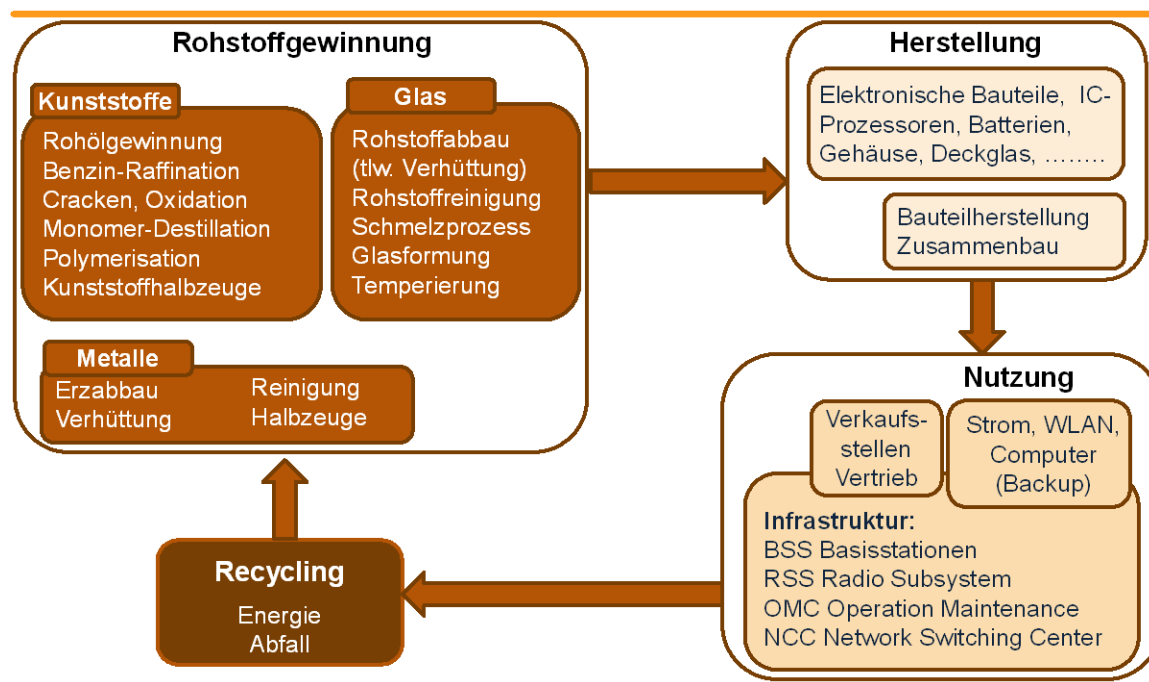 Rohstoffgewinnung
Kunststoffe
Rohölgewinnung
Benzin-Raffination
Cracken, Oxidation
Monomer-Destillation
Polymerisation
Kunststoffhalbzeuge
Glas
Rohstoffabbau
(tlw. Verhüttung)
Rohstoffreinigung
Schmelzprozess
Glasformung
Temperierung
Metalle
Erzabbau
Verhüttung
Reinigung
Halbzeuge
Herstellung
Elektronische Bauteile, IC-
Prozessoren, Batterien,
Gehäuse, Deckglas, ........
Bauteilherstellung
Zusammenbau
Nutzung
Verkaufs-
stellen
Vertrieb
Strom, WLAN,
Computer
(Backup)
Infrastruktur:
BSS Basisstationen
RSS Radio Subsystem
OMC Operation Maintenance
NCC Network Switching Center
Recycling
Energie
Abfall